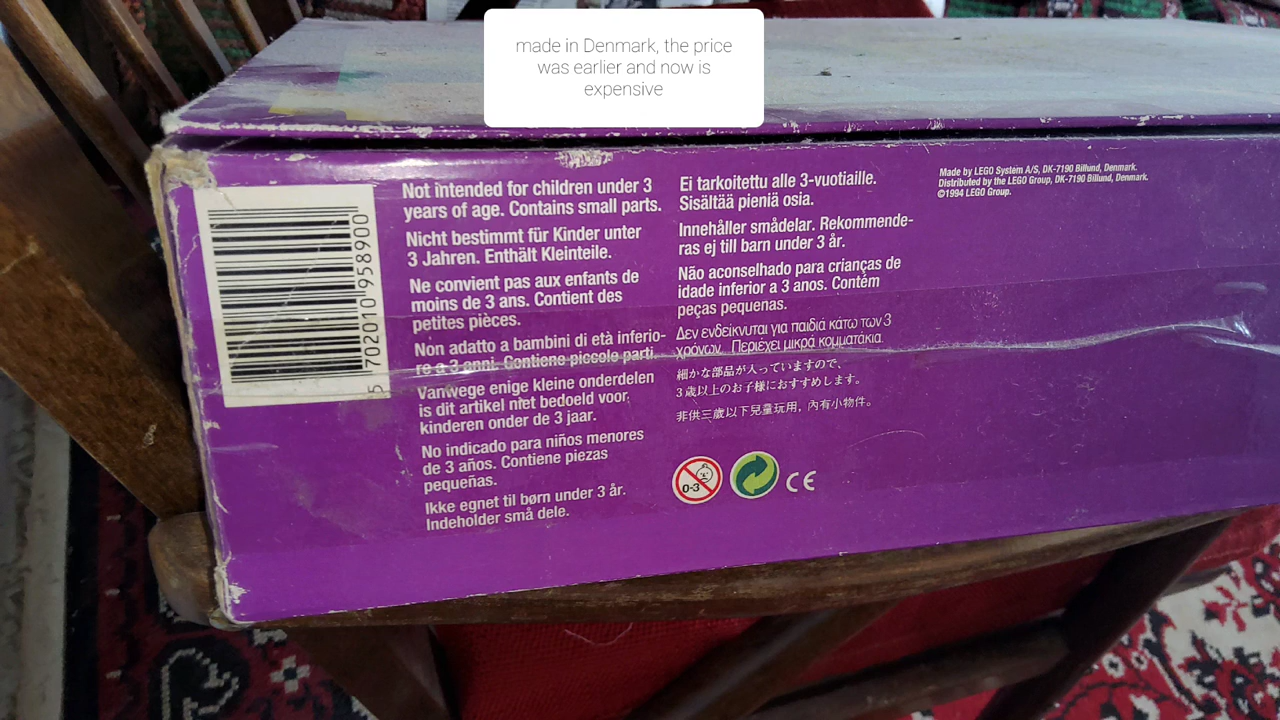 made in Denmark, the price
was earlier and now is
expensive
5 702010 958900
Not intended for children under 3
years of age. Contains small parts.
Nicht bestimmt für Kinder unter
3 Jahren. Enthält Kleinteile.
Ne convient pas aux enfants de
moins de 3 ans. Contient des
petites pièces.
Non adatto a bambini di età inferio-
re a 3 anni. Contiene piccole parti.
Vanwege enige kleine onderdelen
is dit artikel niet bedoeld voor
kinderen onder de 3 jaar.
No indicado para niños menores
de 3 años. Contiene piezas
pequeñas.
Ikke egnet til børn under 3 år.
Indeholder små dele.
Ei tarkoitettu alle 3-vuotiaille.
Sisältää pieniä osia.
Innehåller smådelar. Rekommende-
ras ej till barn under 3 år.
Não aconselhado para crianças de
idade inferior a 3 anos. Contém
peças pequenas.
Δεν ενδείκνυται για παιδιά κάτω των 3
χρόνων. Περιέχει μικρά κομματάκια.
細かな部品が入っていますので、
3歳以上のお子様におすすめします。
非供三歲以下兒童玩用，內有小物件。
0-3
CE
Made by LEGO System A/S, DK-7190 Billund, Denmark.
Distributed by the LEGO Group, DK-7190 Billund, Denmark.
©1994 LEGO Group.